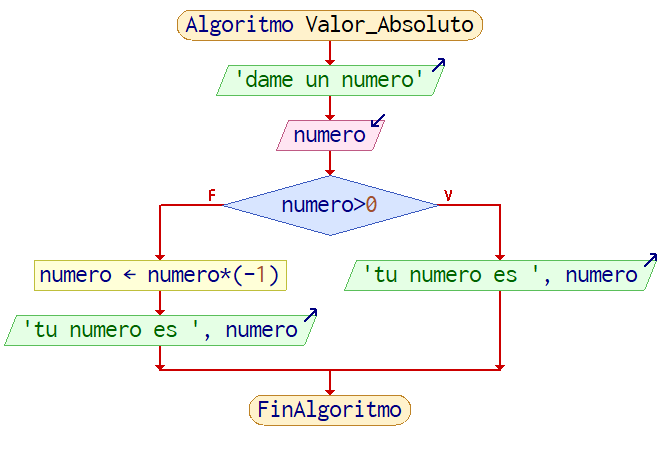 Algoritmo Valor_Absoluto
'dame un numero'
numero
numero>0
F
V
numero ← numero*(-1)
'tu numero es ', numero
'tu numero es ', numero
FinAlgoritmo